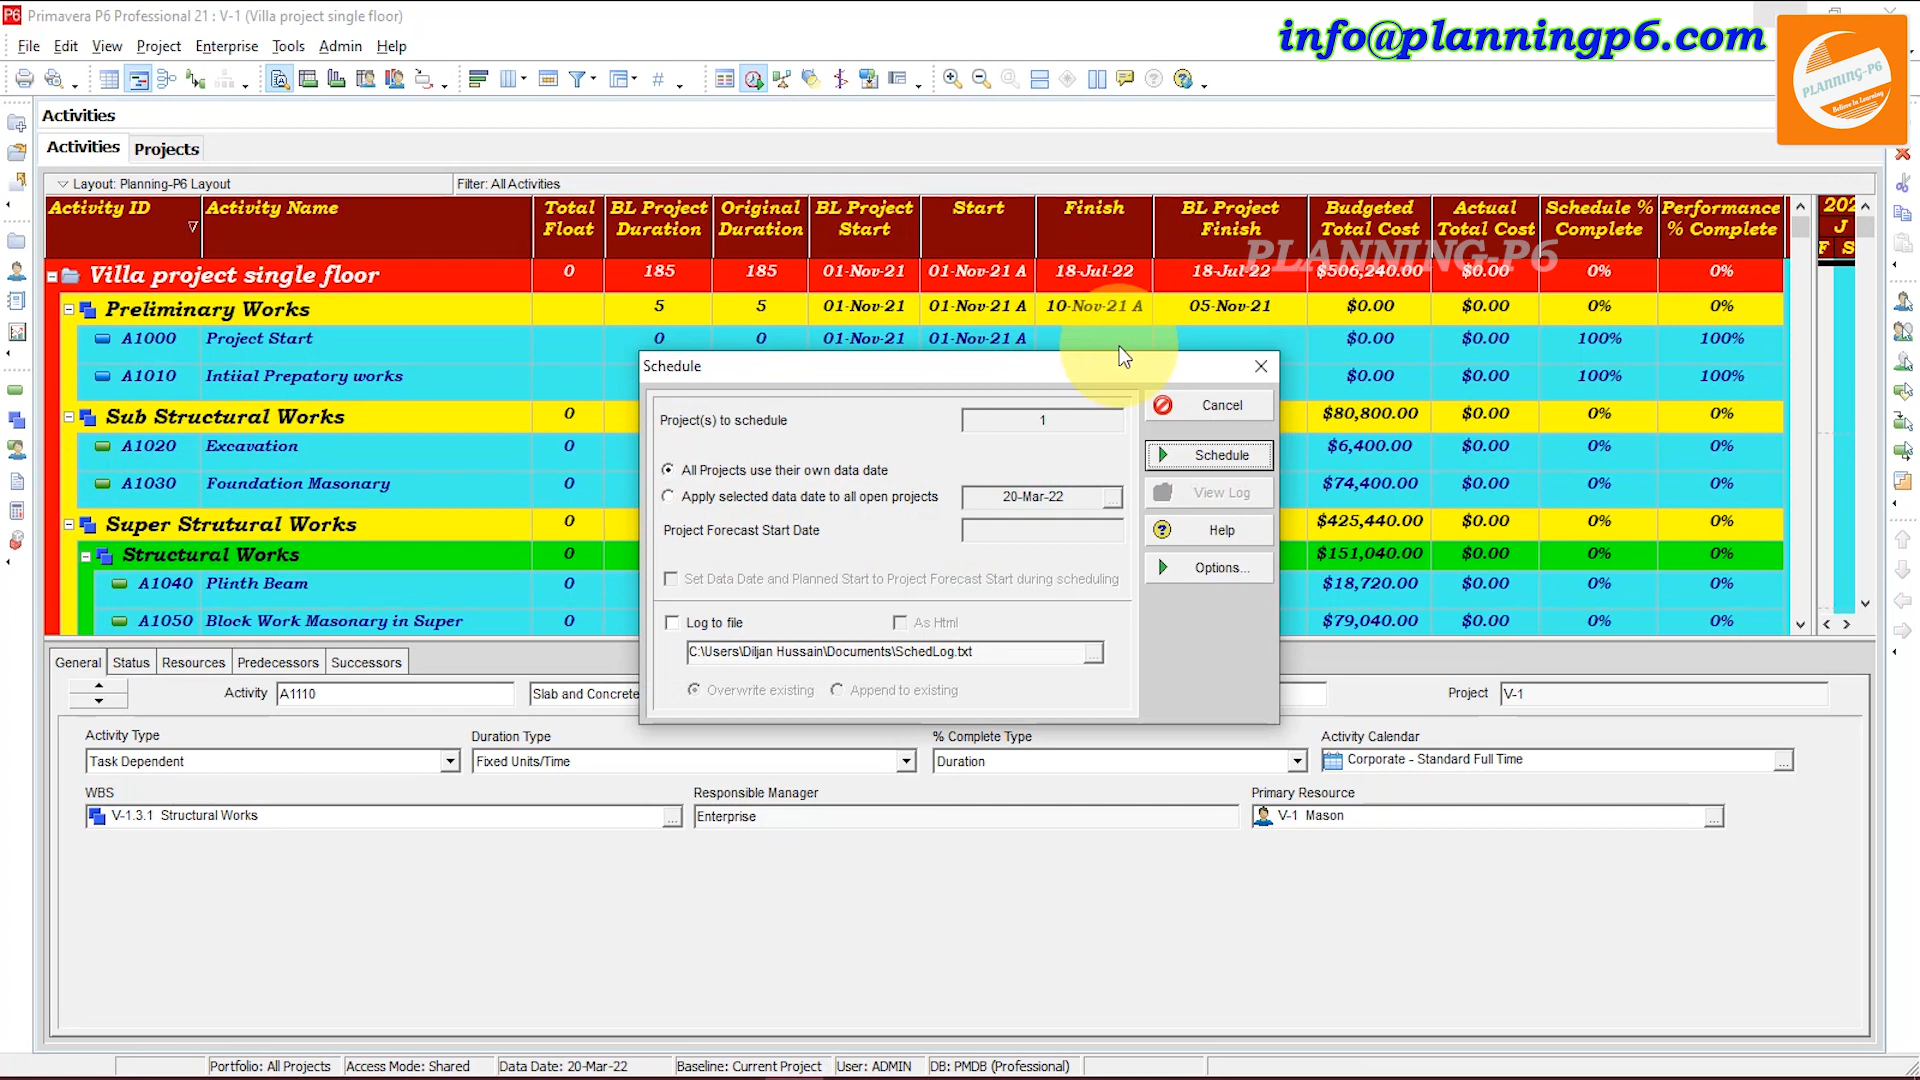 P6 Primavera P6 Professional 21 : V-1 (Villa project single floor)
info@planningp6.com
File Edit View Project Enterprise Tools Admin Help
PLANNING-P6
Believe In Learning
Activities
Activities Projects
Layout: Planning-P6 Layout Filter: All Activities
Activity ID Activity Name Total Float BL Project Duration Original Duration BL Project Start Start Finish BL Project Finish Budgeted Total Cost Actual Total Cost Schedule % Complete Performance % Complete
202
J
F S
PLANNING-P6
Villa project single floor 0 185 185 01-Nov-21 01-Nov-21 A 18-Jul-22 18-Jul-22 $506,240.00 $0.00 0% 0%
Preliminary Works 5 5 01-Nov-21 01-Nov-21 A 10-Nov-21 A 05-Nov-21 $0.00 $0.00 0% 0%
A1000 Project Start 0 0 01-Nov-21 01-Nov-21 A $0.00 $0.00 100% 100%
A1010 Intiial Prepatory works $0.00 $0.00 100% 100%
Sub Structural Works 0 $80,800.00 $0.00 0% 0%
A1020 Excavation 0 $6,400.00 $0.00 0% 0%
A1030 Foundation Masonary 0 $74,400.00 $0.00 0% 0%
Super Strutural Works 0 $425,440.00 $0.00 0% 0%
Structural Works 0 $151,040.00 $0.00 0% 0%
A1040 Plinth Beam 0 $18,720.00 $0.00 0% 0%
A1050 Block Work Masonary in Super 0 $79,040.00 $0.00 0% 0%
Schedule
Project(s) to schedule 1
Cancel
Schedule
All Projects use their own data date
Apply selected data date to all open projects 20-Mar-22 ...
View Log
Project Forecast Start Date
Help
Set Data Date and Planned Start to Project Forecast Start during scheduling
Options...
Log to file As Html
C:\Users\Diljan Hussain\Documents\SchedLog.txt ...
Overwrite existing Append to existing
General Status Resources Predecessors Successors
Activity A1110 Slab and Concrete Project V-1
Activity Type Duration Type % Complete Type Activity Calendar
Task Dependent Fixed Units/Time Duration Corporate - Standard Full Time ...
WBS Responsible Manager Primary Resource
V-1.3.1 Structural Works ... Enterprise V-1 Mason ...
Portfolio: All Projects Access Mode: Shared Data Date: 20-Mar-22 Baseline: Current Project User: ADMIN DB: PMDB (Professional)